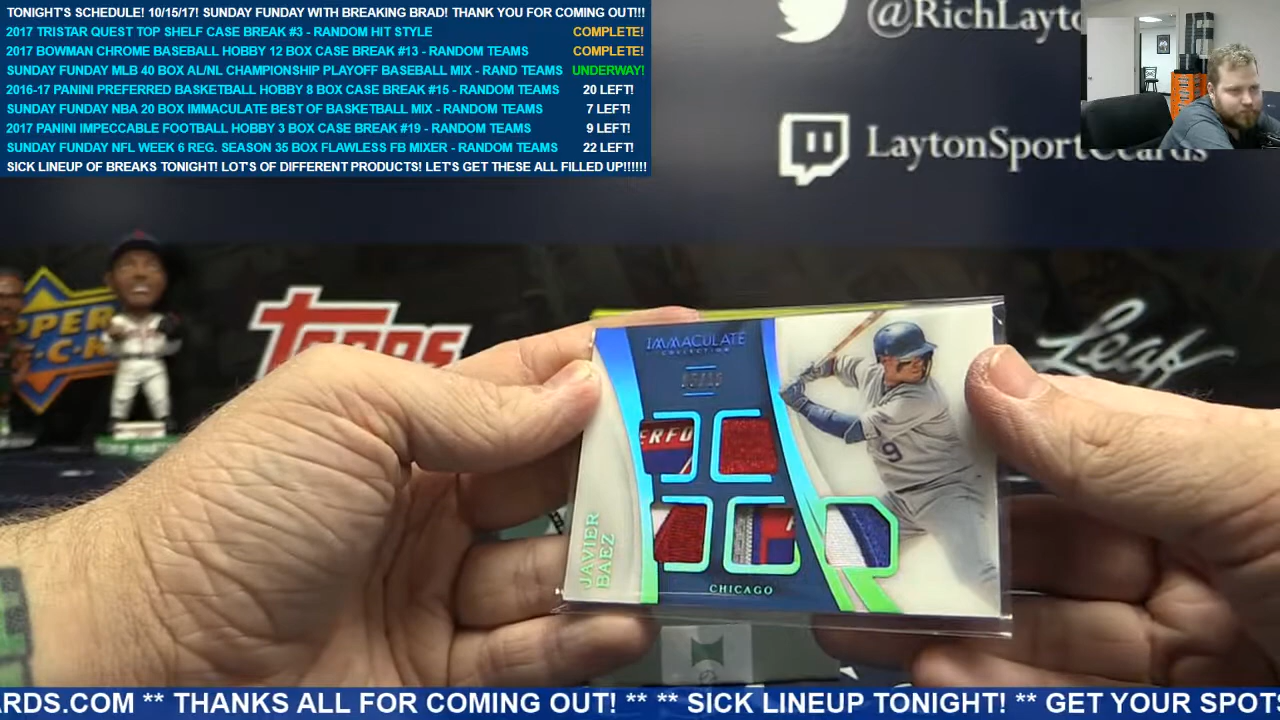 TONIGHT'S SCHEDULE! 10/15/17! SUNDAY FUNDAY WITH BREAKING BRAD! THANK YOU FOR COMING OUT!!!
2017 TRISTAR QUEST TOP SHELF CASE BREAK #3 - RANDOM HIT STYLE COMPLETE!
2017 BOWMAN CHROME BASEBALL HOBBY 12 BOX CASE BREAK #13 - RANDOM TEAMS COMPLETE!
SUNDAY FUNDAY MLB 40 BOX AL/NL CHAMPIONSHIP PLAYOFF BASEBALL MIX - RAND TEAMS UNDERWAY!
2016-17 PANINI PREFERRED BASKETBALL HOBBY 8 BOX CASE BREAK #15 - RANDOM TEAMS 20 LEFT!
SUNDAY FUNDAY NBA 20 BOX IMMACULATE BEST OF BASKETBALL MIX - RANDOM TEAMS 7 LEFT!
2017 PANINI IMPECCABLE FOOTBALL HOBBY 3 BOX CASE BREAK #19 - RANDOM TEAMS 9 LEFT!
SUNDAY FUNDAY NFL WEEK 6 REG. SEASON 35 BOX FLAWLESS FB MIXER - RANDOM TEAMS 22 LEFT!
SICK LINEUP OF BREAKS TONIGHT! LOT'S OF DIFFERENT PRODUCTS! LET'S GET THESE ALL FILLED UP!!!!!!
@RichLayto
LaytonSportsCards
UPPER
DECK
TOPPS
Leaf
IMMACULATE
COLLECTION
ERFO
9
JAVIER
BAEZ
CHICAGO
ARDS.COM ** THANKS ALL FOR COMING OUT! ** ** SICK LINEUP TONIGHT! ** GET YOUR SPOTS